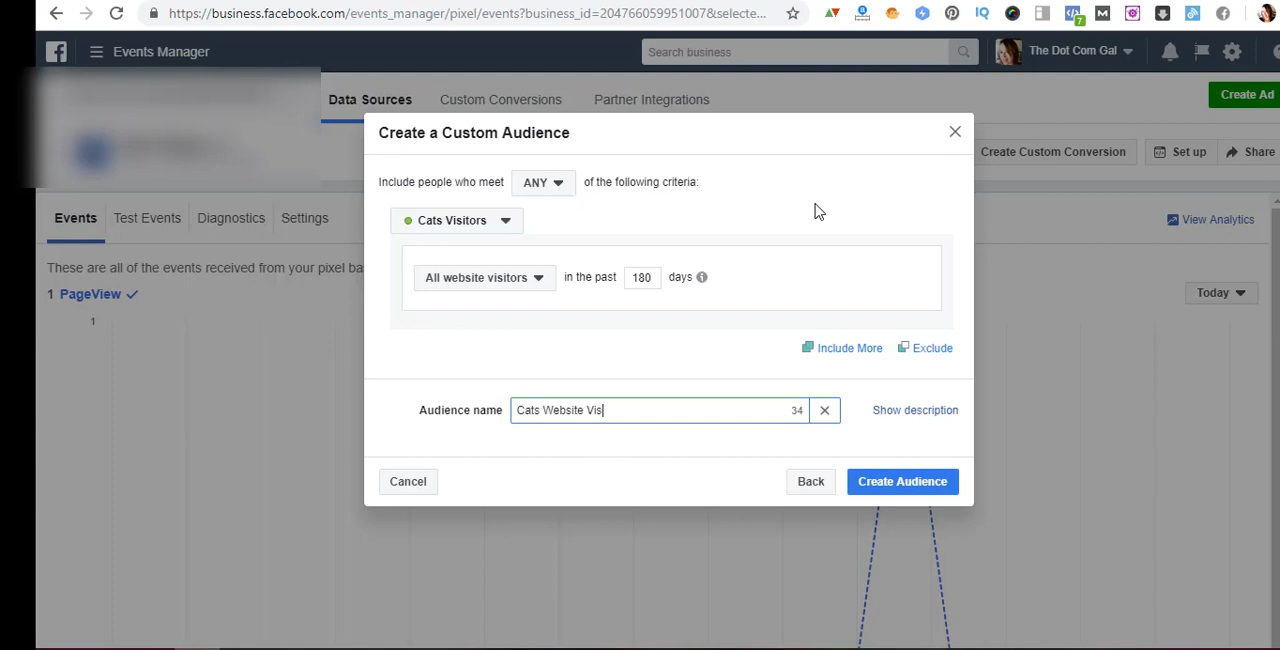 https://business.facebook.com/events_manager/pixel/events?business_id=204766059951007&selecte...
IQ
7
M
Events Manager
Search business
The Dot Com Gal
Data Sources
Custom Conversions
Partner Integrations
Create Ad
Create a Custom Audience
Create Custom Conversion
Set up
Share
Include people who meet ANY of the following criteria:
Events
Test Events
Diagnostics
Settings
Cats Visitors
View Analytics
These are all of the events received from your pixel ba
All website visitors in the past 180 days
1 PageView
Today
1
Include More
Exclude
Audience name
Cats Website Vis
34
Show description
Cancel
Back
Create Audience